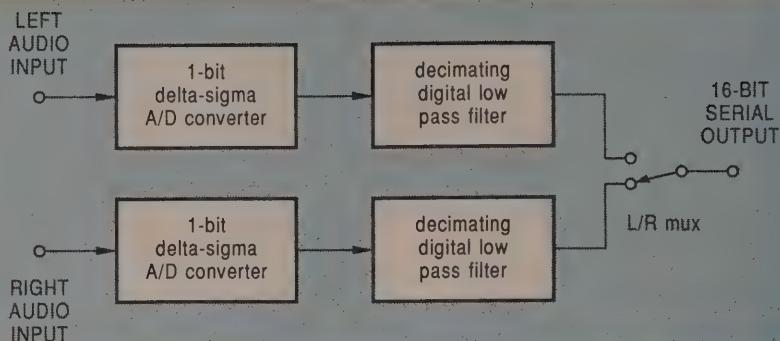 LEFT
AUDIO
INPUT
1-bit
delta-sigma
A/D converter
decimating
digital low
pass filter
16-BIT
SERIAL
OUTPUT
L/R mux
1-bit
delta-sigma
A/D converter
decimating
digital low
pass filter
RIGHT
AUDIO
INPUT